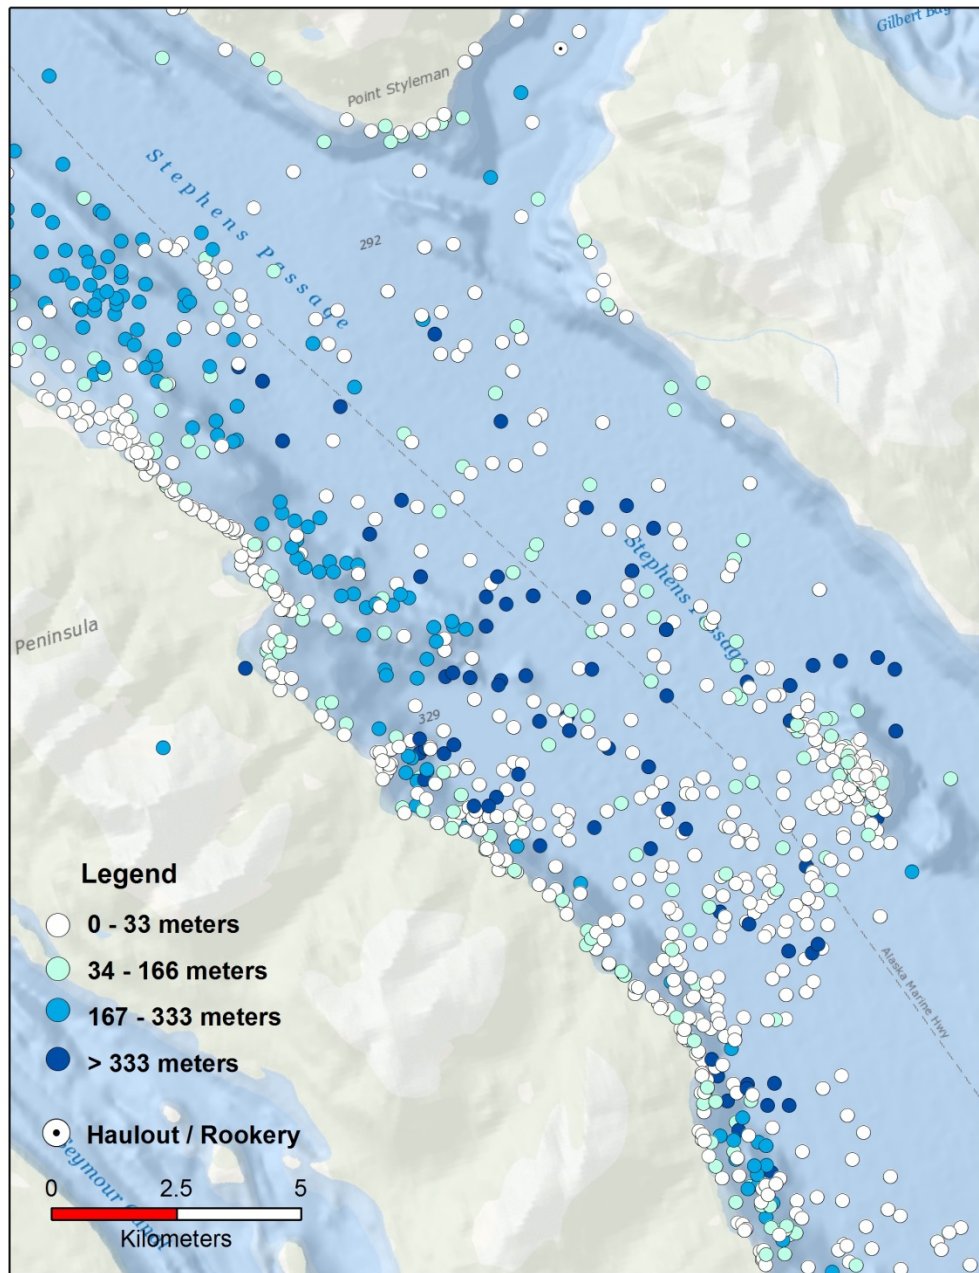 Gilbert Bay
Point Styleman
Stephens Passage
292
Stephens Passage
Peninsula
329
Legend
0 - 33 meters
34 - 166 meters
167 - 333 meters
> 333 meters
Alaska Marine Hwy
Haulout / Rookery
Seymour Canal
0 2.5 5
Kilometers